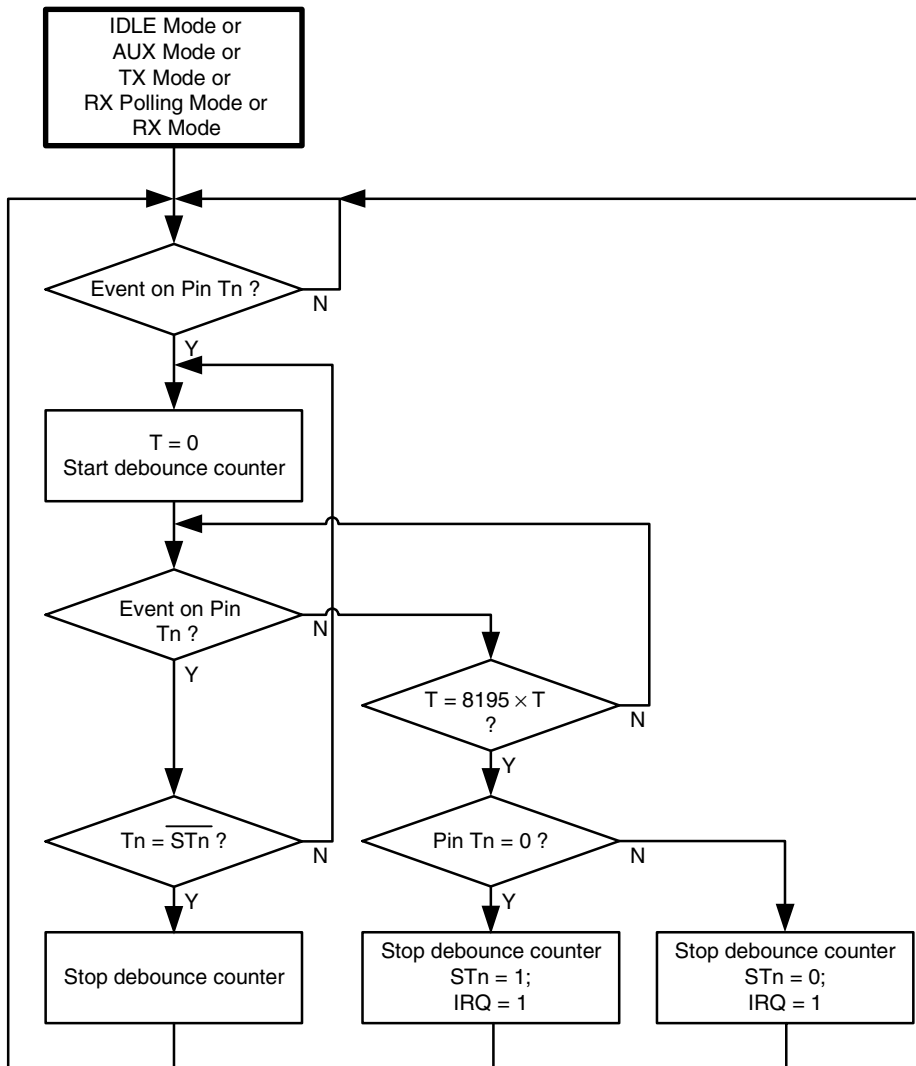 IDLE Mode or
AUX Mode or
TX Mode or
RX Polling Mode or
RX Mode
Event on Pin Tn ?
N
Y
T = 0
Start debounce counter
Event on Pin
Tn ?
N
Y
T = 8195 × T
?
N
Y
Tn = S̅T̅n̅ ?
N
Y
Pin Tn = 0 ?
N
Y
Stop debounce counter
Stop debounce counter
STn = 1;
IRQ = 1
Stop debounce counter
STn = 0;
IRQ = 1